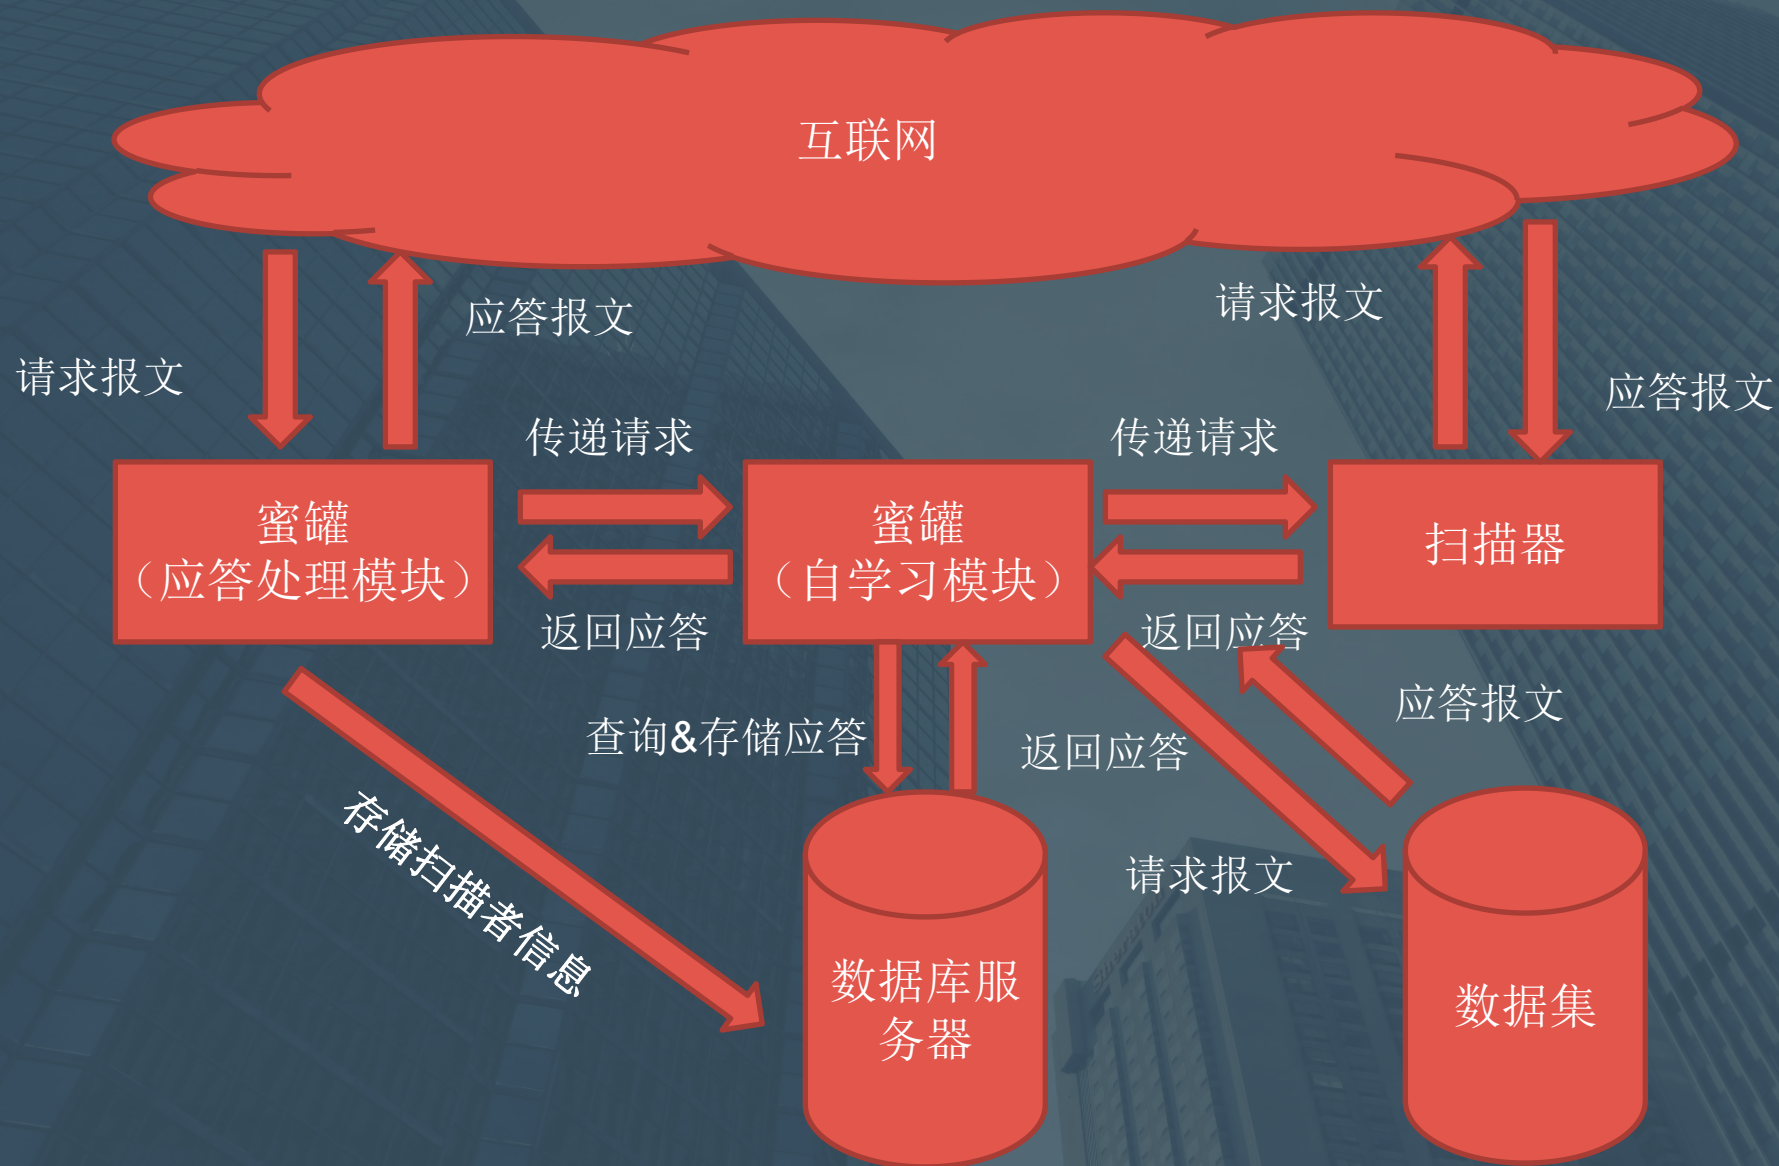 互联网
应答报文
请求报文
请求报文
应答报文
传递请求
传递请求
蜜罐
（应答处理模块）
蜜罐
（自学习模块）
扫描器
返回应答
返回应答
应答报文
查询&存储应答
返回应答
存储扫描者信息
请求报文
数据库服
务器
数据集